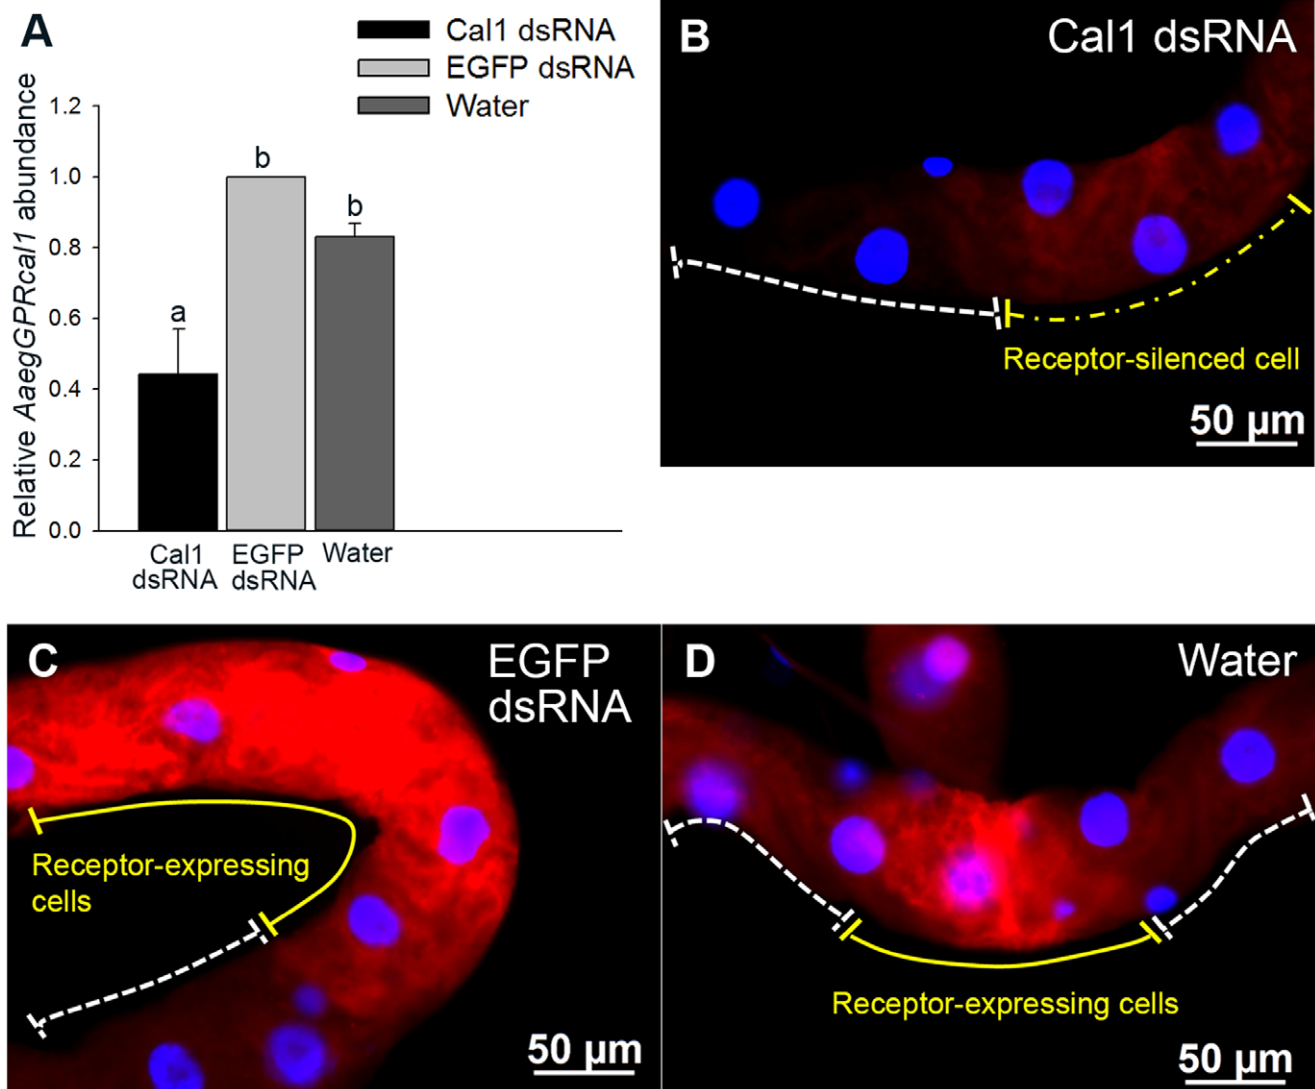 A
Cal1 dsRNA
EGFP dsRNA
Water
Relative AaegGPRcal1 abundance
1.2
1.0
0.8
0.6
0.4
0.2
0.0
a
b
b
Cal1
dsRNA
EGFP
dsRNA
Water
B
Cal1 dsRNA
Receptor-silenced cell
50 µm
C
EGFP
dsRNA
Receptor-expressing
cells
50 µm
D
Water
Receptor-expressing cells
50 µm